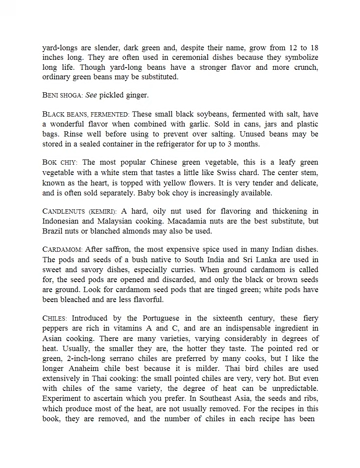 yard-longs are slender, dark green and, despite their name, grow from 12 to 18
inches long. They are often used in ceremonial dishes because they symbolize
long life. Though yard-long beans have a stronger flavor and more crunch,
ordinary green beans may be substituted.
BENI SHOGA: See pickled ginger.
BLACK BEANS, FERMENTED: These small black soybeans, fermented with salt, have
a wonderful flavor when combined with garlic. Sold in cans, jars and plastic
bags. Rinse well before using to prevent over salting. Unused beans may be
stored in a sealed container in the refrigerator for up to 3 months.
BOK CHIY: The most popular Chinese green vegetable, this is a leafy green
vegetable with a white stem that tastes a little like Swiss chard. The center stem,
known as the heart, is topped with yellow flowers. It is very tender and delicate,
and is often sold separately. Baby bok choy is increasingly available.
CANDLENUTS (KEMIRI): A hard, oily nut used for flavoring and thickening in
Indonesian and Malaysian cooking. Macadamia nuts are the best substitute, but
Brazil nuts or blanched almonds may also be used.
CARDAMOM: After saffron, the most expensive spice used in many Indian dishes.
The pods and seeds of a bush native to South India and Sri Lanka are used in
sweet and savory dishes, especially curries. When ground cardamom is called
for, the seed pods are opened and discarded, and only the black or brown seeds
are ground. Look for cardamom seed pods that are tinged green; white pods have
been bleached and are less flavorful.
CHILES: Introduced by the Portuguese in the sixteenth century, these fiery
peppers are rich in vitamins A and C, and are an indispensable ingredient in
Asian cooking. There are many varieties, varying considerably in degrees of
heat. Usually, the smaller they are, the hotter they taste. The pointed red or
green, 2-inch-long serrano chiles are preferred by many cooks, but I like the
longer Anaheim chile best because it is milder. Thai bird chiles are used
extensively in Thai cooking: the small pointed chiles are very, very hot. But even
with chiles of the same variety, the degree of heat can be unpredictable.
Experiment to ascertain which you prefer. In Southeast Asia, the seeds and ribs,
which produce most of the heat, are not usually removed. For the recipes in this
book, they are removed, and the number of chiles in each recipe has been